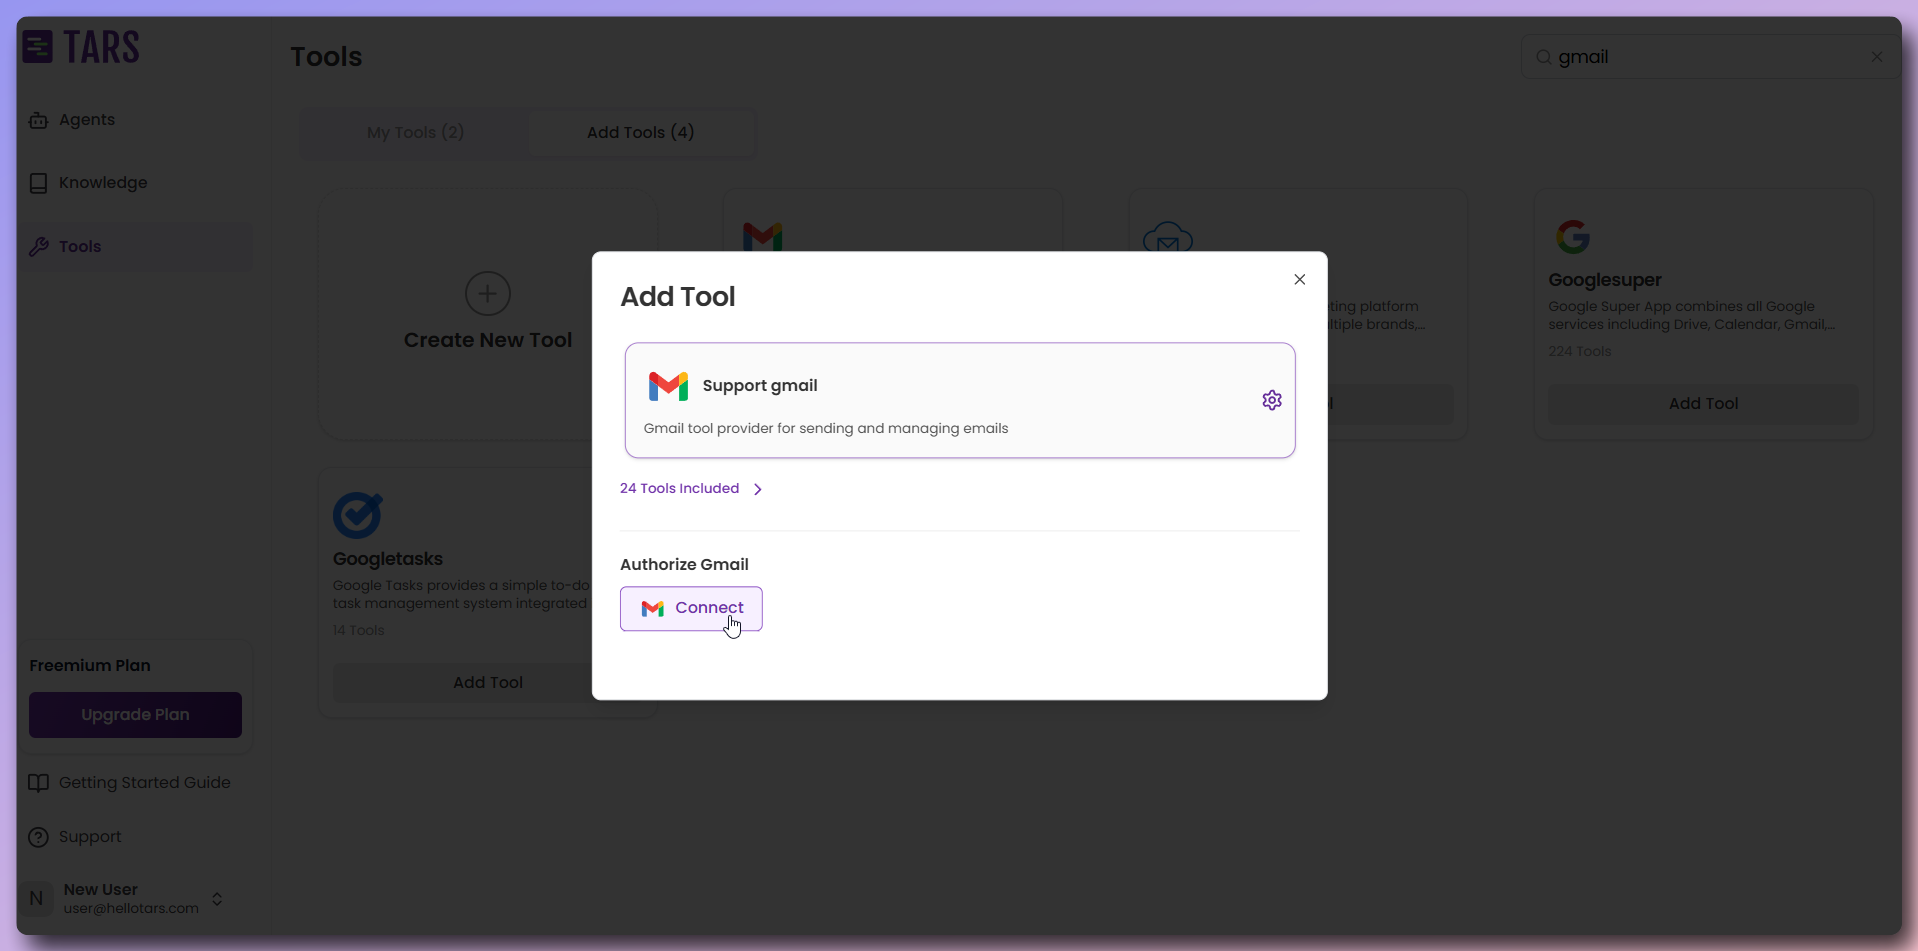 TARS
Agents
Knowledge
Tools
Freemium Plan
Upgrade Plan
Getting Started Guide
Support
N
New User
user@hellotars.com
Tools
gmail
My Tools (2)
Add Tools (4)
Create New Tool
ting platform
ltiple brands,...
Googlesuper
Google Super App combines all Google
services including Drive, Calendar, Gmail,...
224 Tools
Add Tool
Googletasks
Google Tasks provides a simple to-do
task management system integrated
14 Tools
Add Tool
Add Tool
Support gmail
Gmail tool provider for sending and managing emails
24 Tools Included
Authorize Gmail
Connect